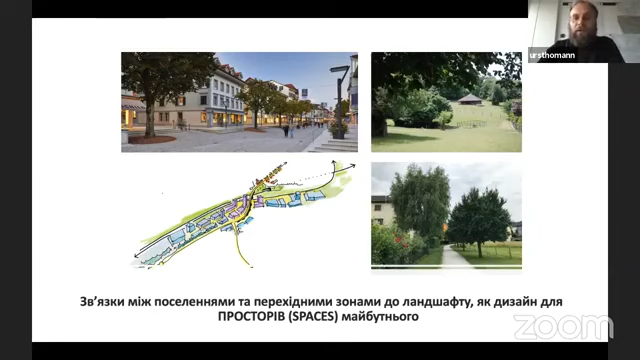 ursthomann
Зв’язки між поселеннями та перехідними зонами до ландшафту, як дизайн для
ПРОСТОРІВ (SPACES) майбутнього
zoom